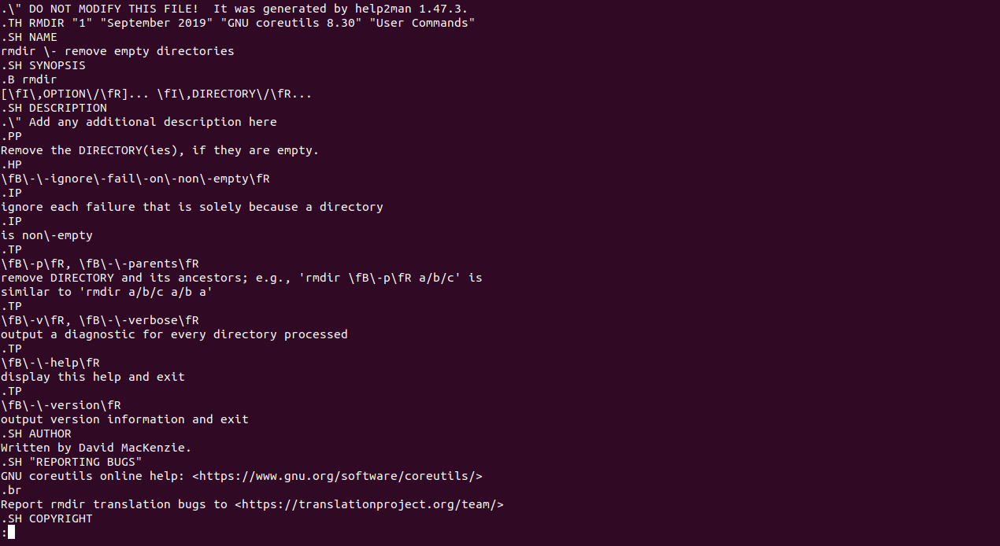 .\" DO NOT MODIFY THIS FILE!  It was generated by help2man 1.47.3.
.TH RMDIR "1" "September 2019" "GNU coreutils 8.30" "User Commands"
.SH NAME
rmdir \- remove empty directories
.SH SYNOPSIS
.B rmdir
[\fI\,OPTION\/\fR]... \fI\,DIRECTORY\/\fR...
.SH DESCRIPTION
.\" Add any additional description here
.PP
Remove the DIRECTORY(ies), if they are empty.
.HP
\fB\-\-ignore\-fail\-on\-non\-empty\fR
.IP
ignore each failure that is solely because a directory
.IP
is non\-empty
.TP
\fB\-p\fR, \fB\-\-parents\fR
remove DIRECTORY and its ancestors; e.g., 'rmdir \fB\-p\fR a/b/c' is
similar to 'rmdir a/b/c a/b a'
.TP
\fB\-v\fR, \fB\-\-verbose\fR
output a diagnostic for every directory processed
.TP
\fB\-\-help\fR
display this help and exit
.TP
\fB\-\-version\fR
output version information and exit
.SH AUTHOR
Written by David MacKenzie.
.SH "REPORTING BUGS"
GNU coreutils online help: <https://www.gnu.org/software/coreutils/>
.br
Report rmdir translation bugs to <https://translationproject.org/team/>
.SH COPYRIGHT
: